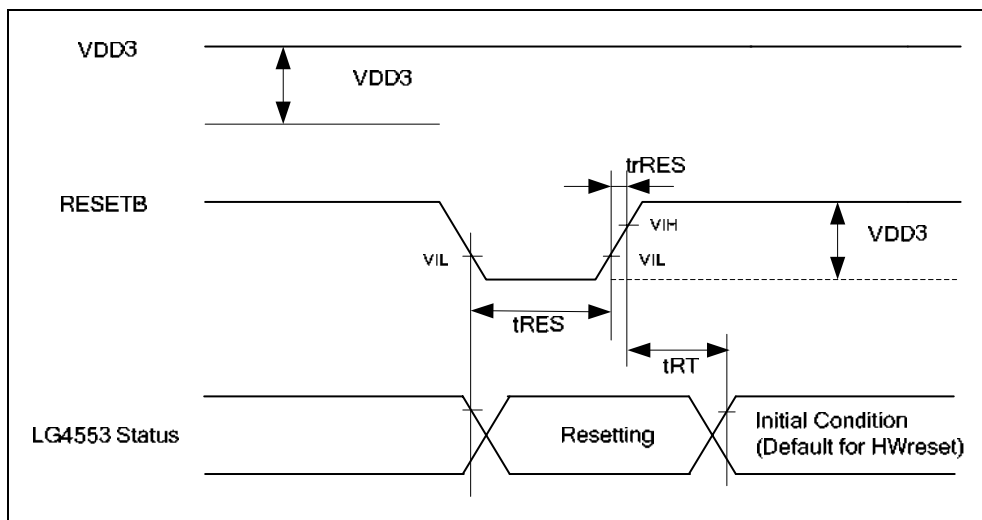 VDD3
VDD3
trRES
RESETB
VIH
VDD3
VIL
VIL
tRES
tRT
LG4553 Status
Resetting
Initial Condition
(Default for HWreset)